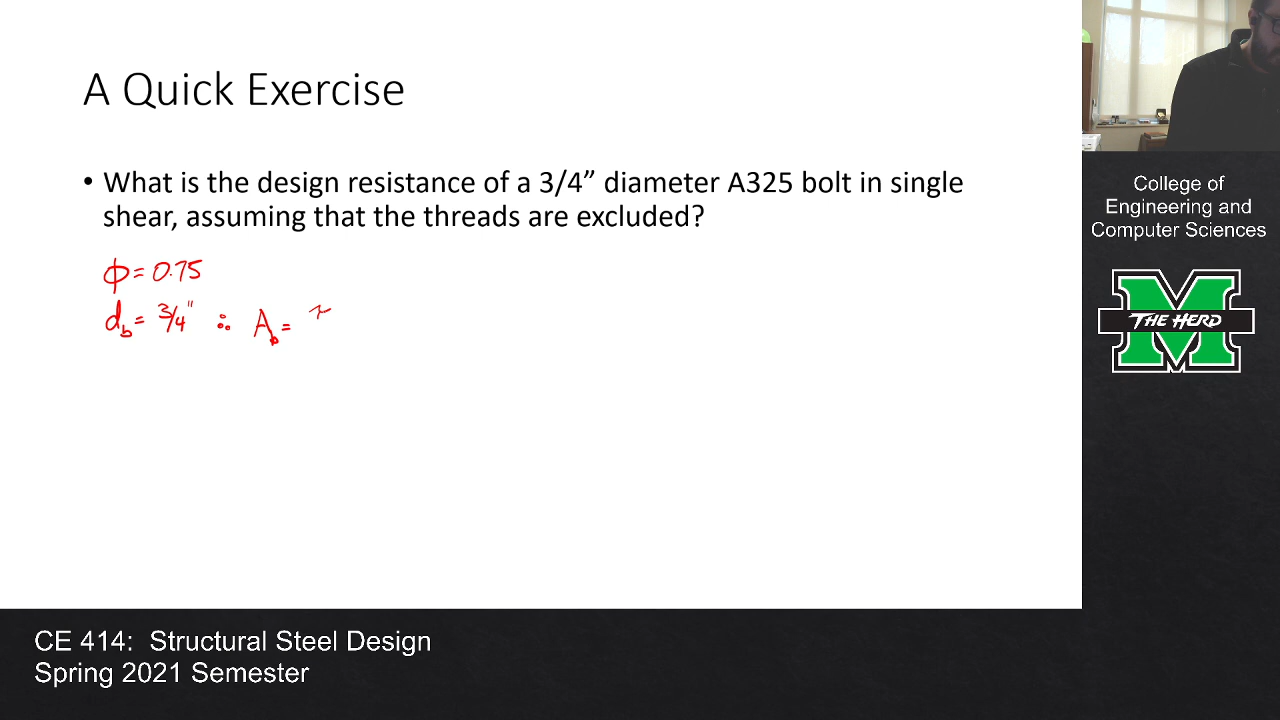 A Quick Exercise
• What is the design resistance of a 3/4” diameter A325 bolt in single
shear, assuming that the threads are excluded?
ϕ = 0.75
d_b = 3/4" ∴ A_b = π
College of
Engineering and
Computer Sciences
THE HERD
CE 414: Structural Steel Design
Spring 2021 Semester